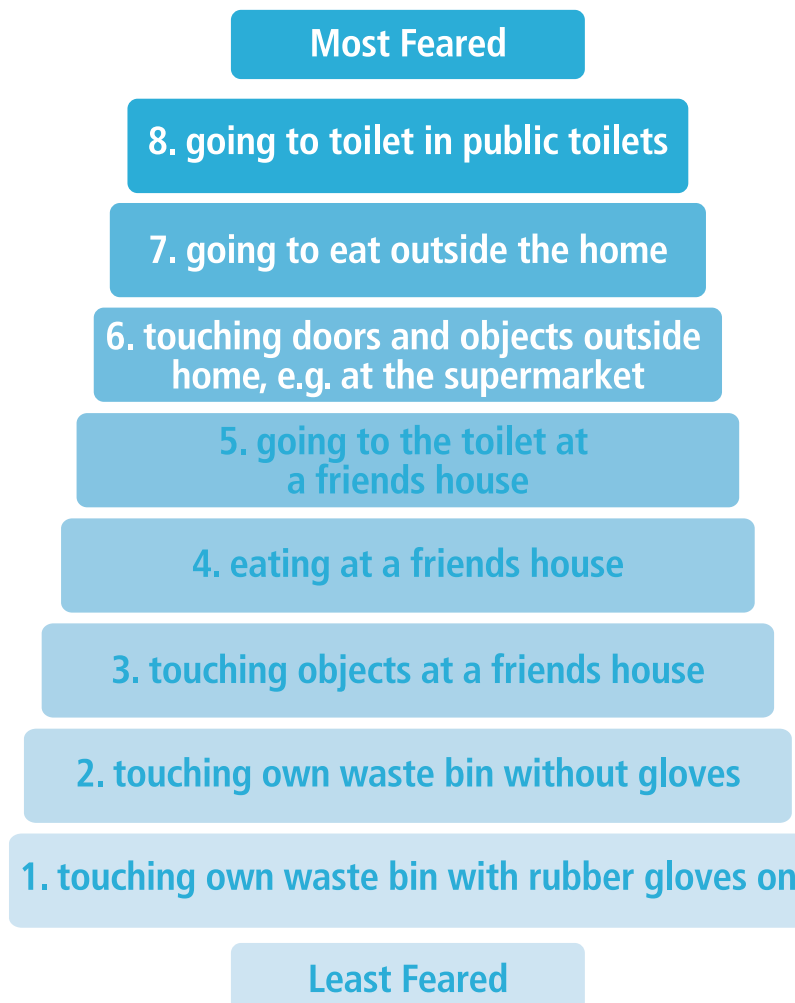 Most Feared
8. going to toilet in public toilets
7. going to eat outside the home
6. touching doors and objects outside
home, e.g. at the supermarket
5. going to the toilet at
a friends house
4. eating at a friends house
3. touching objects at a friends house
2. touching own waste bin without gloves
1. touching own waste bin with rubber gloves on
Least Feared